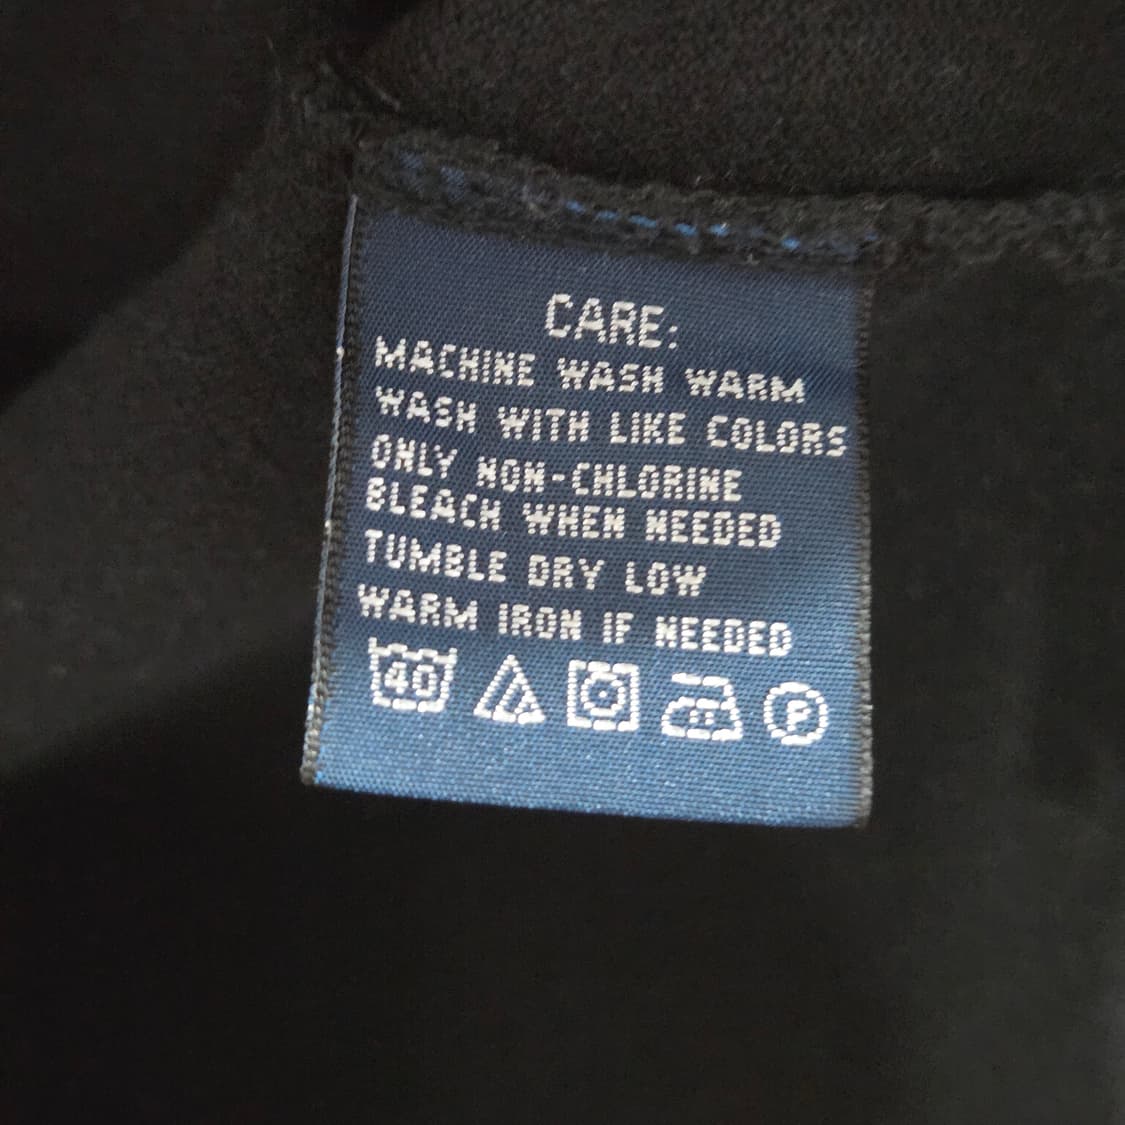 CARE:
MACHINE WASH WARM
WASH WITH LIKE COLORS
ONLY NON-CHLORINE
BLEACH WHEN NEEDED
TUMBLE DRY LOW
WARM IRON IF NEEDED
40 P